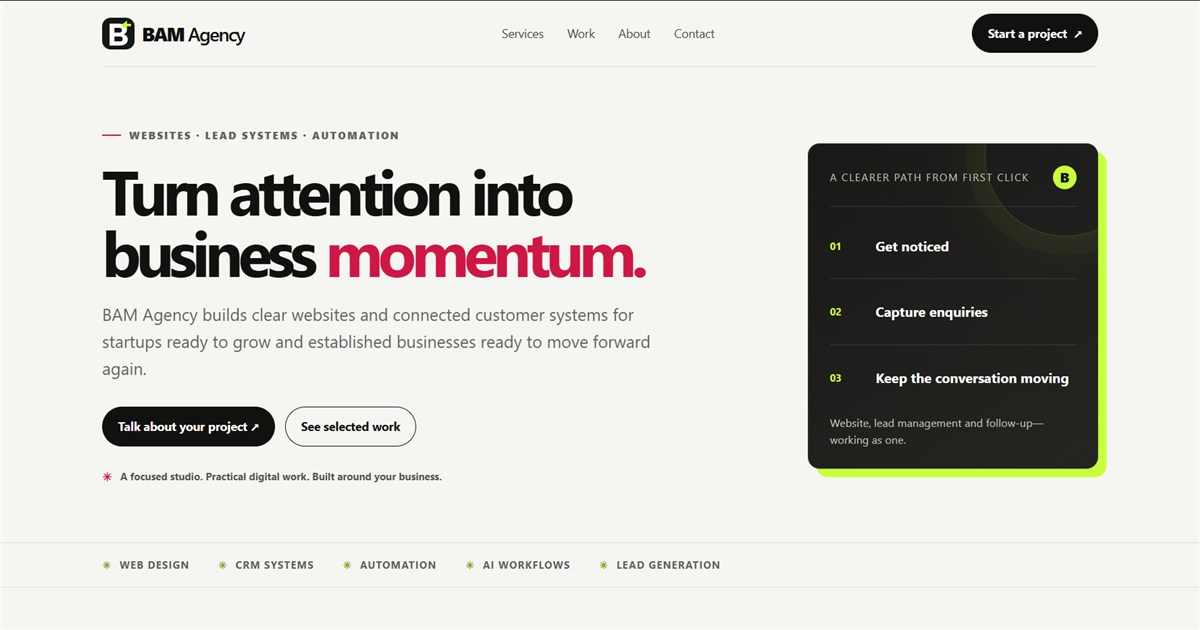 B BAM Agency
Services Work About Contact
Start a project ↗
WEBSITES · LEAD SYSTEMS · AUTOMATION
Turn attention into
business momentum.
BAM Agency builds clear websites and connected customer systems for
startups ready to grow and established businesses ready to move forward
again.
Talk about your project ↗
See selected work
✳ A focused studio. Practical digital work. Built around your business.
A CLEARER PATH FROM FIRST CLICK
B
01 Get noticed
02 Capture enquiries
03 Keep the conversation moving
Website, lead management and follow-up—
working as one.
✳ WEB DESIGN ✳ CRM SYSTEMS ✳ AUTOMATION ✳ AI WORKFLOWS ✳ LEAD GENERATION